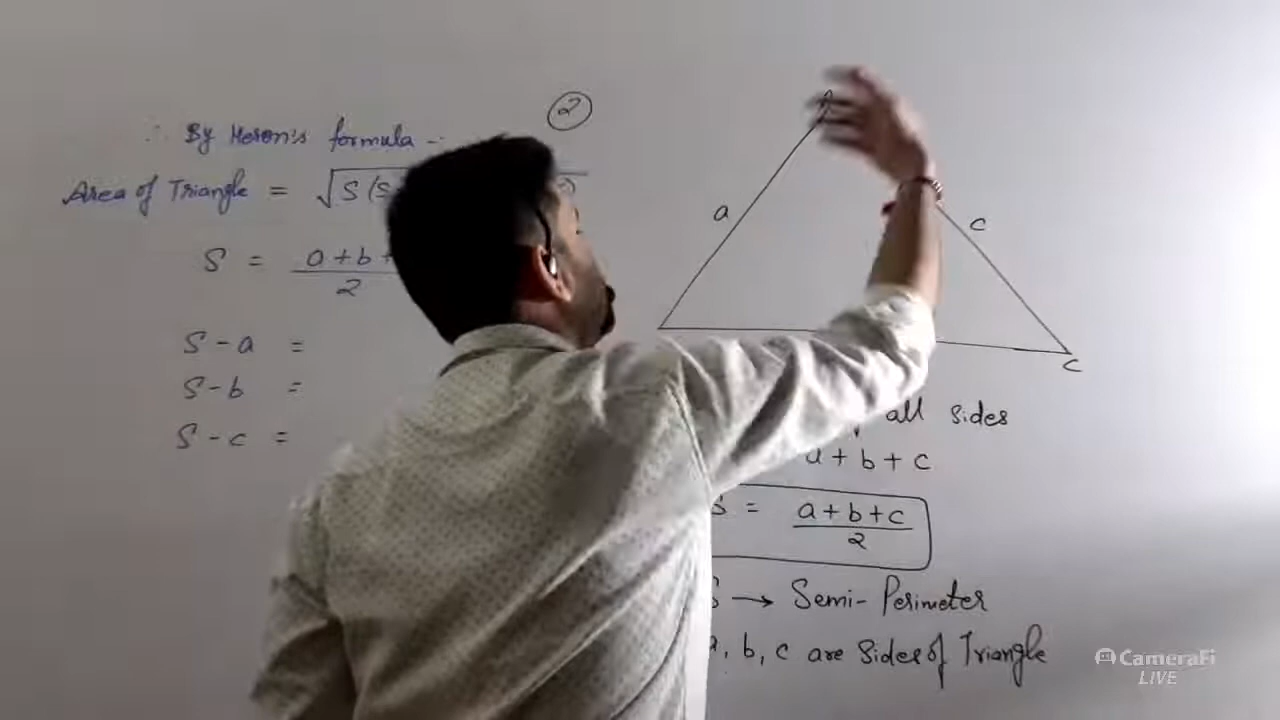 2
∴ By Heron's formula -
Area of Triangle = √S(S
S = a+b+
2
S-a =
S-b =
S-c =
A
a
c
C
all sides
a+b+c
S = a+b+c
2
S → Semi-Perimeter
a, b, c are Sides of Triangle
CameraFi
LIVE